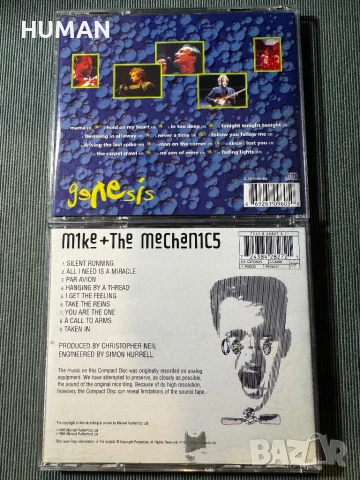 mama hold on my heart in too deep tonight tonight tonight
throwing it all away never a time follow you follow me
driving the last spike man on the corner since i lost you
the carpet crawl no son of mine fading lights
genesis
mike + The mechanics
1 SILENT RUNNING
2 ALL I NEED IS A MIRACLE
3 PAR AVION
4 HANGING BY A THREAD
5 I GET THE FEELING
6 TAKE THE REINS
7 YOU ARE THE ONE
8 A CALL TO ARMS
9 TAKEN IN
PRODUCED BY CHRISTOPHER NEIL
ENGINEERED BY SIMON HURRELL
The music on this Compact Disc was originally recorded on analog
equipment. We have attempted to preserve, as closely as possible,
the sound of the original recording. Because of its high resolution,
however, the Compact Disc can reveal limitations of the source tape.
BAZAR